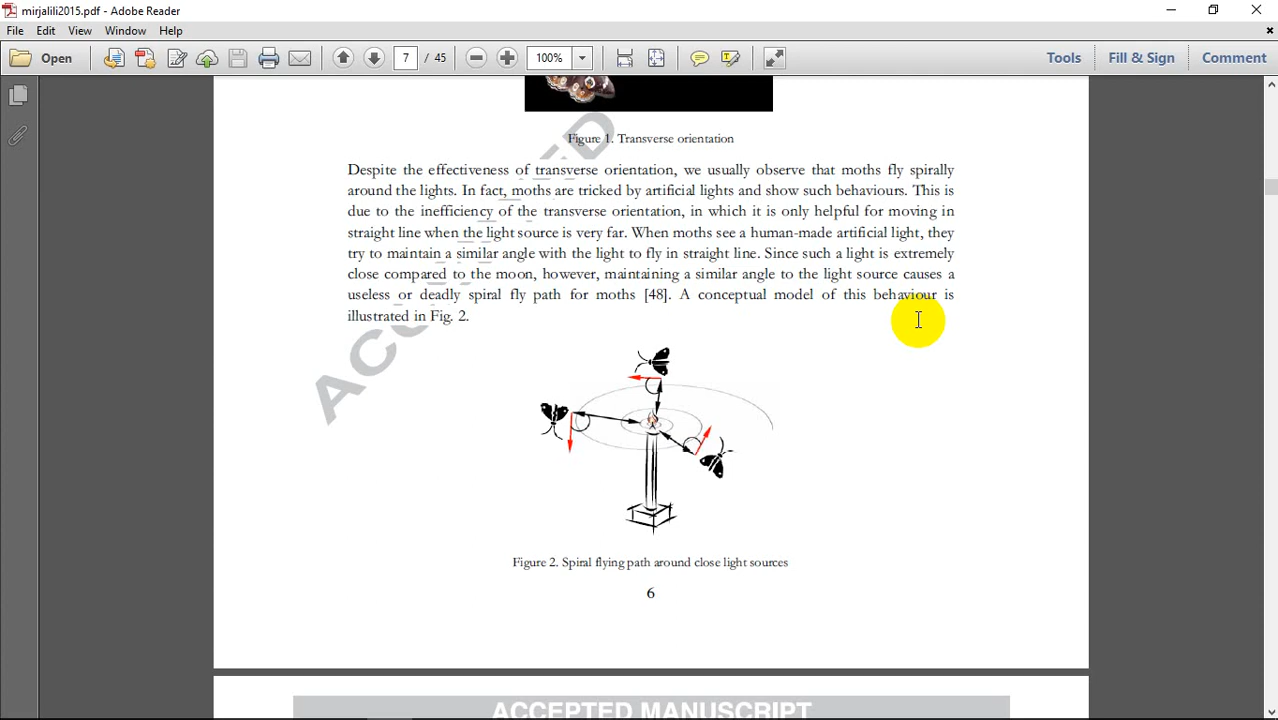 mirjalili2015.pdf - Adobe Reader
File Edit View Window Help
Open 7 / 45 100% Tools Fill & Sign Comment
Figure 1. Transverse orientation
Despite the effectiveness of transverse orientation, we usually observe that moths fly spirally
around the lights. In fact, moths are tricked by artificial lights and show such behaviours. This is
due to the inefficiency of the transverse orientation, in which it is only helpful for moving in
straight line when the light source is very far. When moths see a human-made artificial light, they
try to maintain a similar angle with the light to fly in straight line. Since such a light is extremely
close compared to the moon, however, maintaining a similar angle to the light source causes a
useless or deadly spiral fly path for moths [48]. A conceptual model of this behaviour is
illustrated in Fig. 2.
Figure 2. Spiral flying path around close light sources
6
ACCEPTED MANUSCRIPT